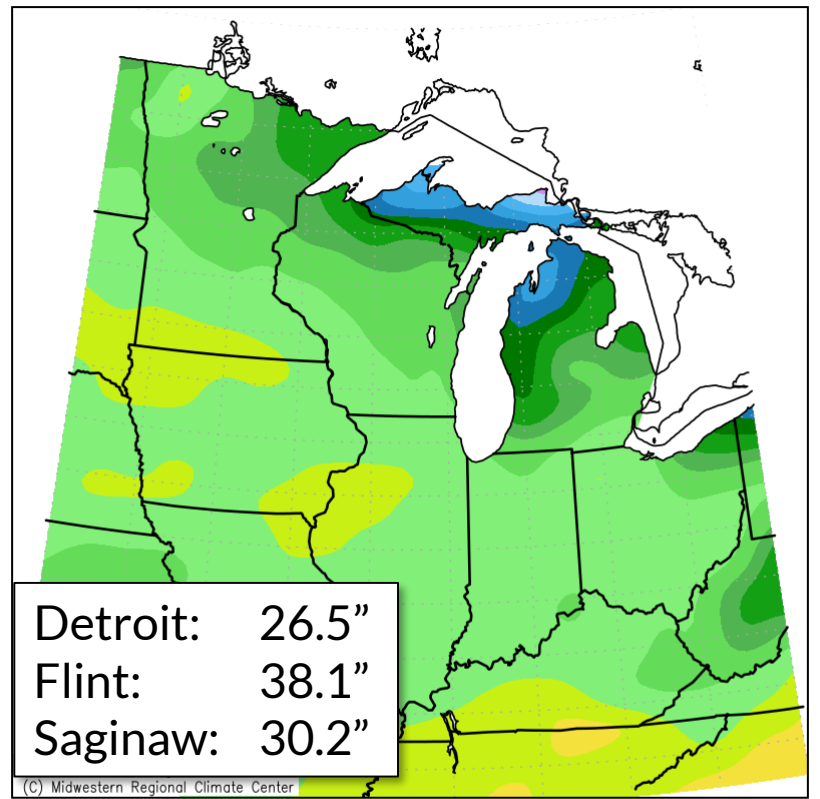 Detroit: 26.5”
Flint: 38.1”
Saginaw: 30.2”
(C) Midwestern Regional Climate Center